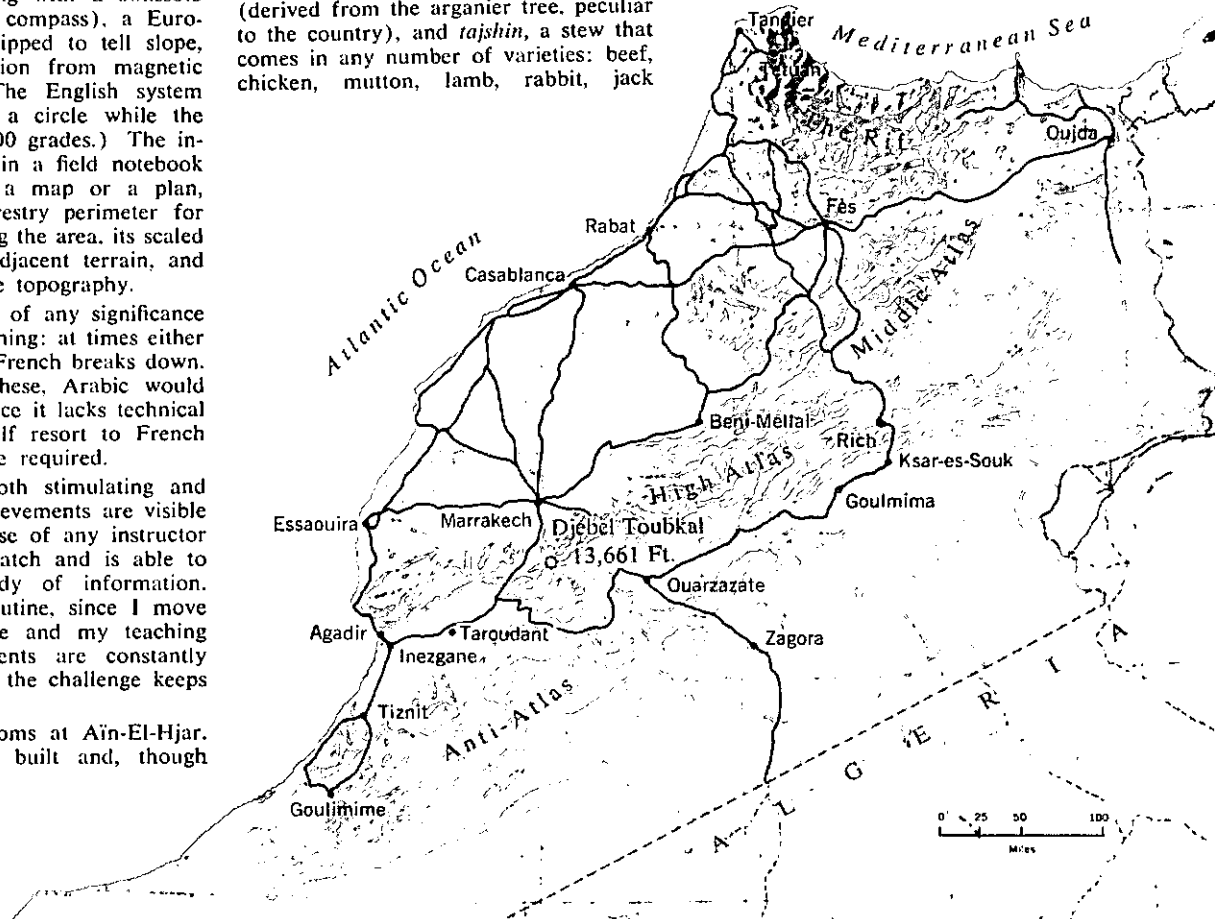 compass), a Euro-
ipped to tell slope,
ion from magnetic
The English system
a circle while the
00 grades.) The in-
in a field notebook
a map or a plan,
restry perimeter for
g the area, its scaled
djacent terrain, and
e topography.
of any significance
ning: at times either
French breaks down.
hese, Arabic would
ce it lacks technical
lf resort to French
e required.
oth stimulating and
evements are visible
se of any instructor
atch and is able to
dy of information.
utine, since I move
e and my teaching
ents are constantly
the challenge keeps
oms at Aïn-El-Hjar.
built and, though
(derived from the arganier tree, peculiar
to the country), and tajshin, a stew that
comes in any number of varieties: beef,
chicken, mutton, lamb, rabbit, jack
Tangier
Mediterranean Sea
Tetuan
The Rif
Oujda
Fès
Rabat
Atlantic Ocean
Casablanca
Middle Atlas
Beni-Mellal
Rich
Ksar-es-Souk
High Atlas
Goulmima
Essaouira
Marrakech
Djebel Toubkal
13,661 Ft.
Ouarzazate
Agadir
Taroudant
Inezgane
Zagora
Tiznit
Anti-Atlas
Goulimime
ALGERIA
0 25 50 100
Miles